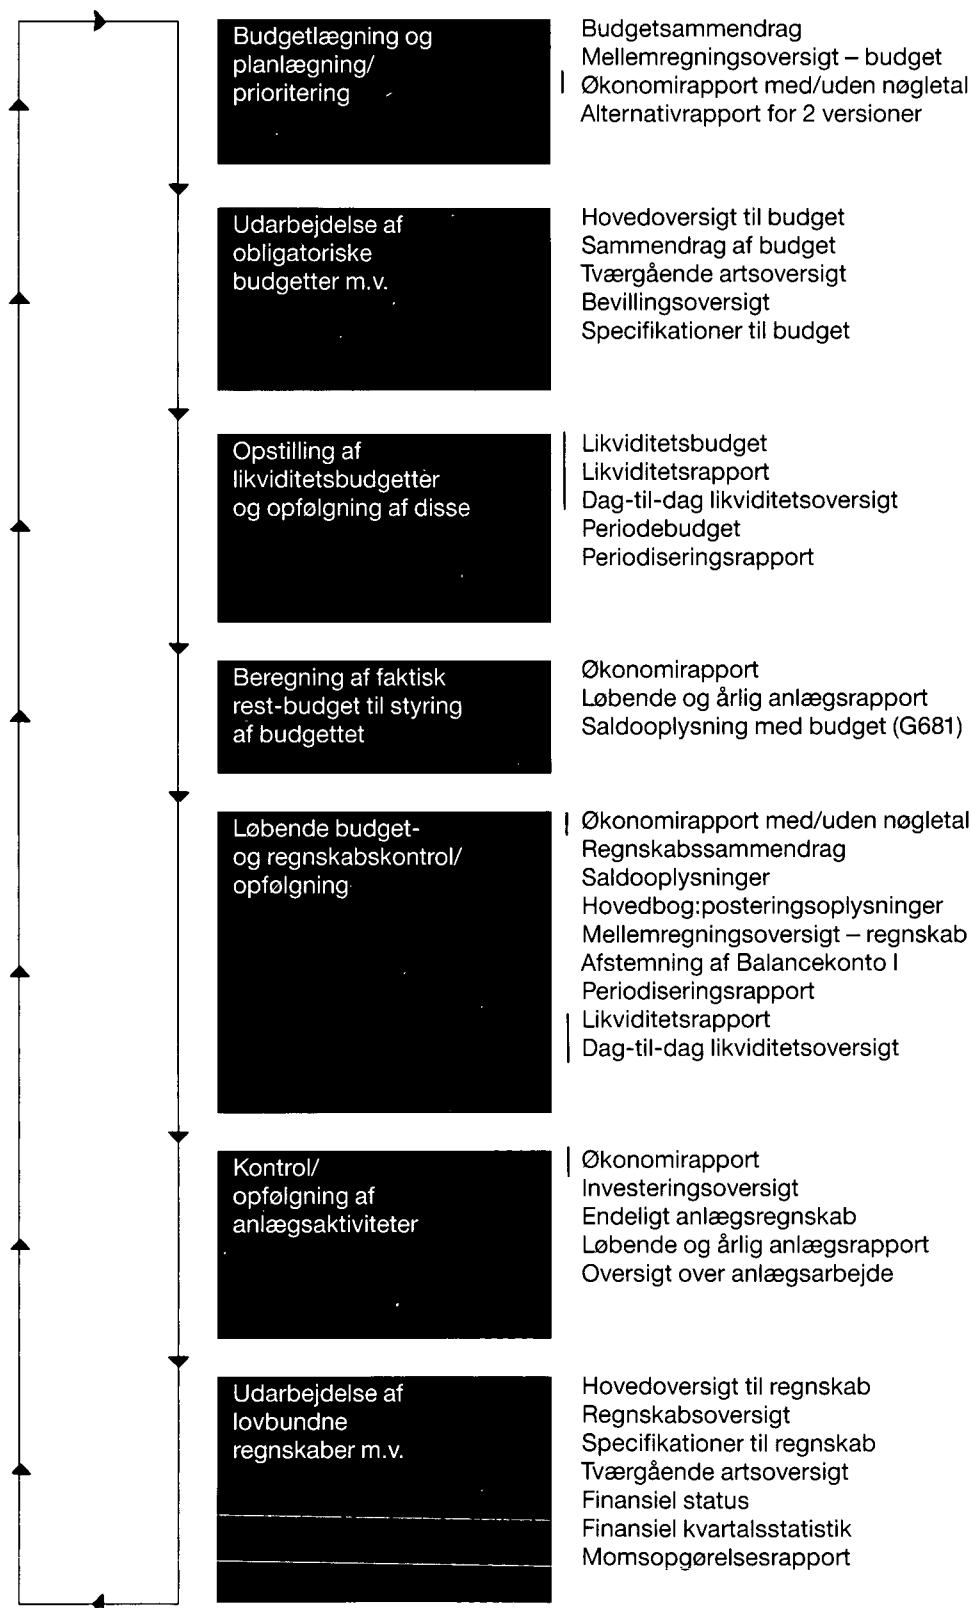 Budgetlægning og
planlægning/
prioritering
Budgetsammendrag
Mellemregningsoversigt – budget
Økonomirapport med/uden nøgletal
Alternativrapport for 2 versioner
Udarbejdelse af
obligatoriske
budgetter m.v.
Hovedoversigt til budget
Sammendrag af budget
Tværgående artsoversigt
Bevillingsoversigt
Specifikationer til budget
Opstilling af
likviditetsbudgetter
og opfølgning af disse
Likviditetsbudget
Likviditetsrapport
Dag-til-dag likviditetsoversigt
Periodebudget
Periodiseringsrapport
Beregning af faktisk
rest-budget til styring
af budgettet
Økonomirapport
Løbende og årlig anlægsrapport
Saldooplysning med budget (G681)
Løbende budget-
og regnskabskontrol/
opfølgning
Økonomirapport med/uden nøgletal
Regnskabssammendrag
Saldooplysninger
Hovedbog:posteringsoplysninger
Mellemregningsoversigt – regnskab
Afstemning af Balancekonto I
Periodiseringsrapport
Likviditetsrapport
Dag-til-dag likviditetsoversigt
Kontrol/
opfølgning af
anlægsaktiviteter
Økonomirapport
Investeringsoversigt
Endeligt anlægsregnskab
Løbende og årlig anlægsrapport
Oversigt over anlægsarbejde
Udarbejdelse af
lovbundne
regnskaber m.v.
Hovedoversigt til regnskab
Regnskabsoversigt
Specifikationer til regnskab
Tværgående artsoversigt
Finansiel status
Finansiel kvartalsstatistik
Momsopgørelsesrapport